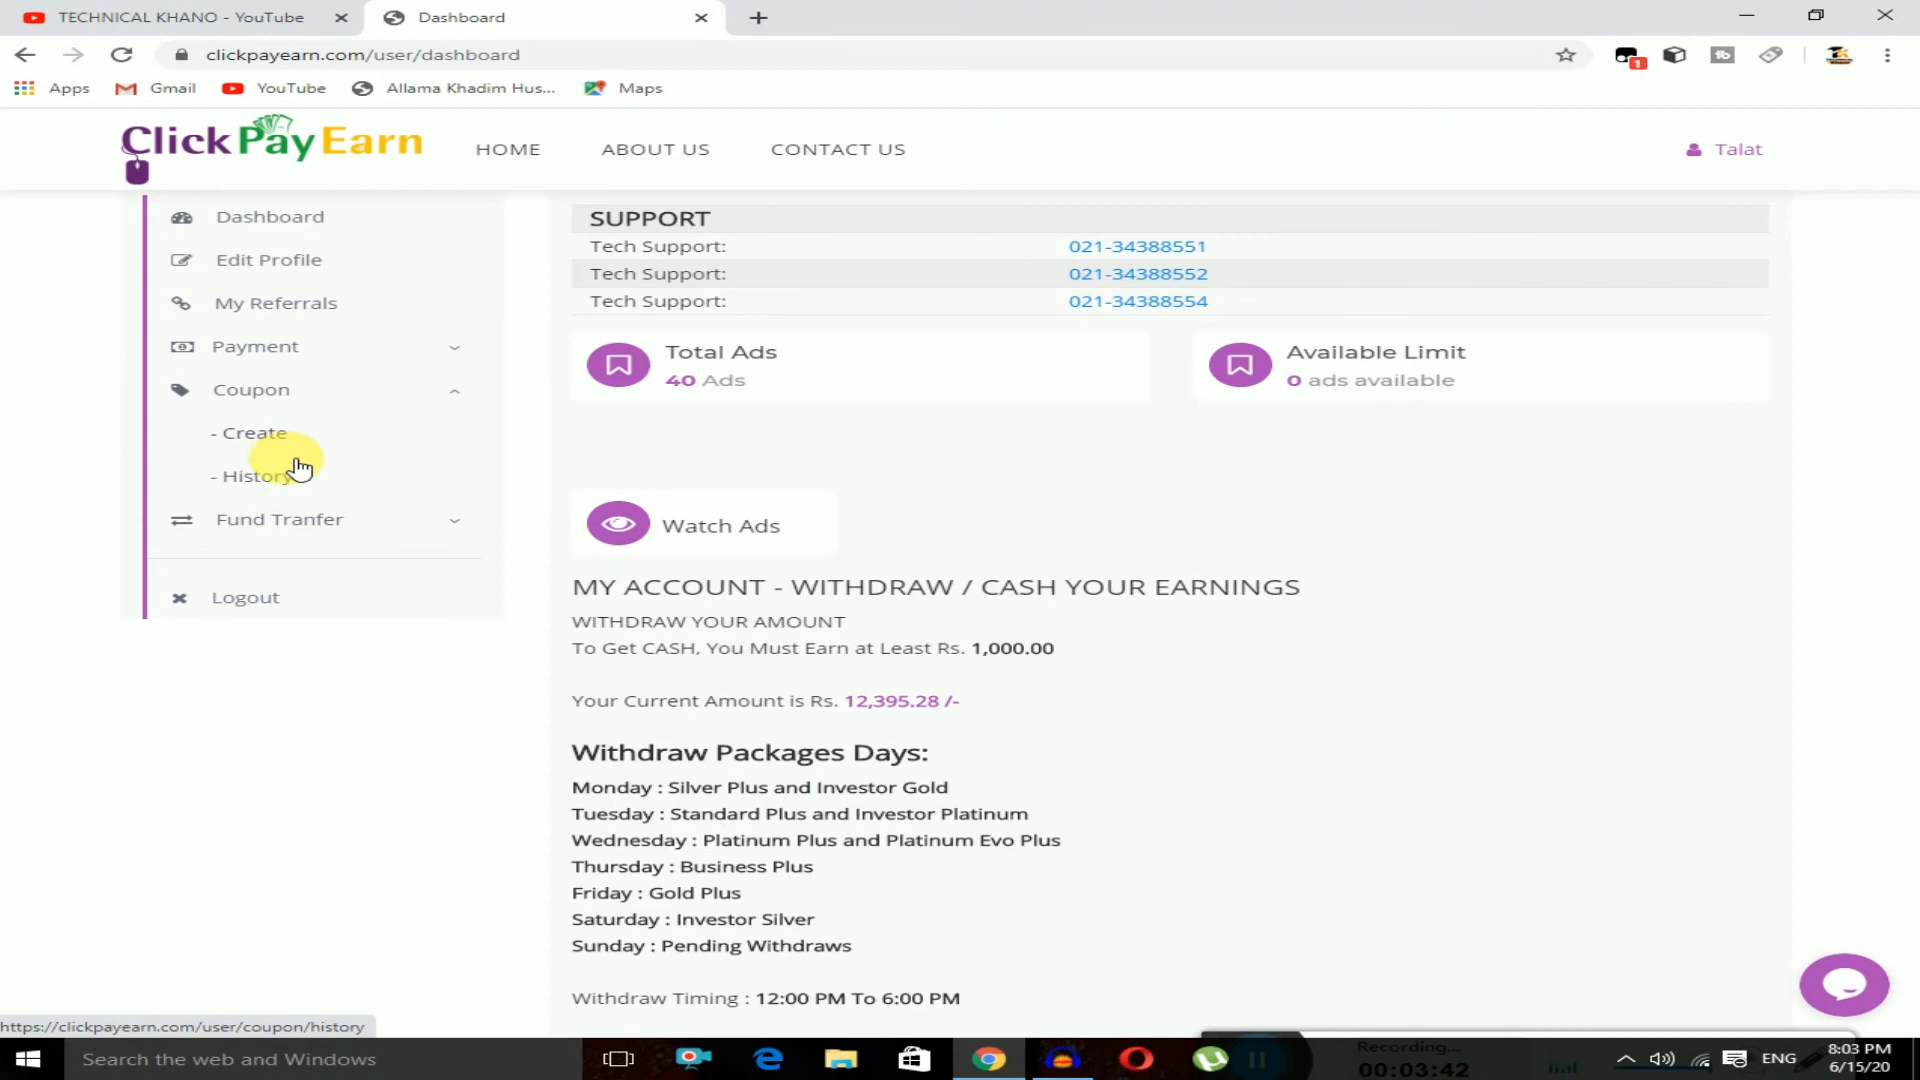 TECHNICAL KHANO - YouTube
Dashboard
clickpayearn.com/user/dashboard
1
Apps
Gmail
YouTube
Allama Khadim Hus...
Maps
ClickPayEarn
HOME
ABOUT US
CONTACT US
Talat
Dashboard
Edit Profile
My Referrals
Payment
Coupon
- Create
- History
Fund Tranfer
Logout
SUPPORT
Tech Support: 021-34388551
Tech Support: 021-34388552
Tech Support: 021-34388554
Total Ads
40 Ads
Available Limit
0 ads available
Watch Ads
MY ACCOUNT - WITHDRAW / CASH YOUR EARNINGS
WITHDRAW YOUR AMOUNT
To Get CASH, You Must Earn at Least Rs. 1,000.00
Your Current Amount is Rs. 12,395.28 /-
Withdraw Packages Days:
Monday : Silver Plus and Investor Gold
Tuesday : Standard Plus and Investor Platinum
Wednesday : Platinum Plus and Platinum Evo Plus
Thursday : Business Plus
Friday : Gold Plus
Saturday : Investor Silver
Sunday : Pending Withdraws
Withdraw Timing : 12:00 PM To 6:00 PM
https://clickpayearn.com/user/coupon/history
Search the web and Windows
Recording...
00:03:42
ENG
8:03 PM
6/15/20